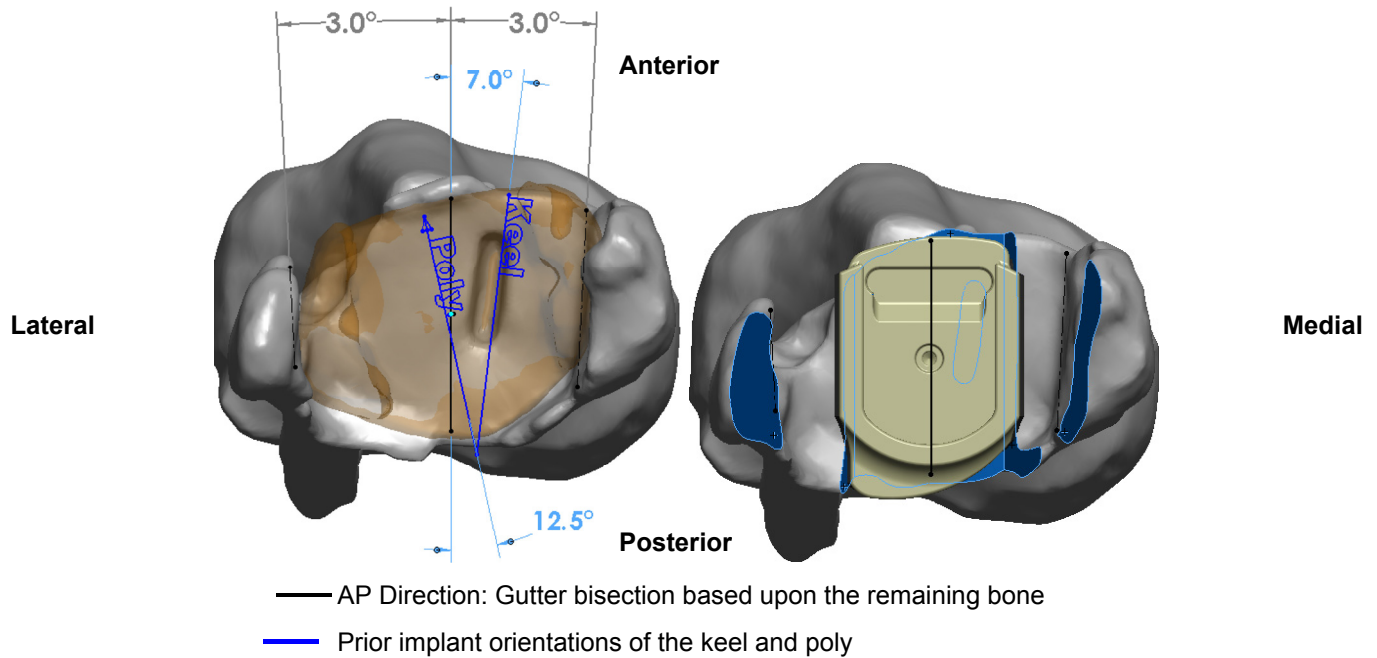 3.0° 3.0°
Anterior
7.0°
Keel
Poly
Lateral
Medial
12.5°
Posterior
AP Direction: Gutter bisection based upon the remaining bone
Prior implant orientations of the keel and poly